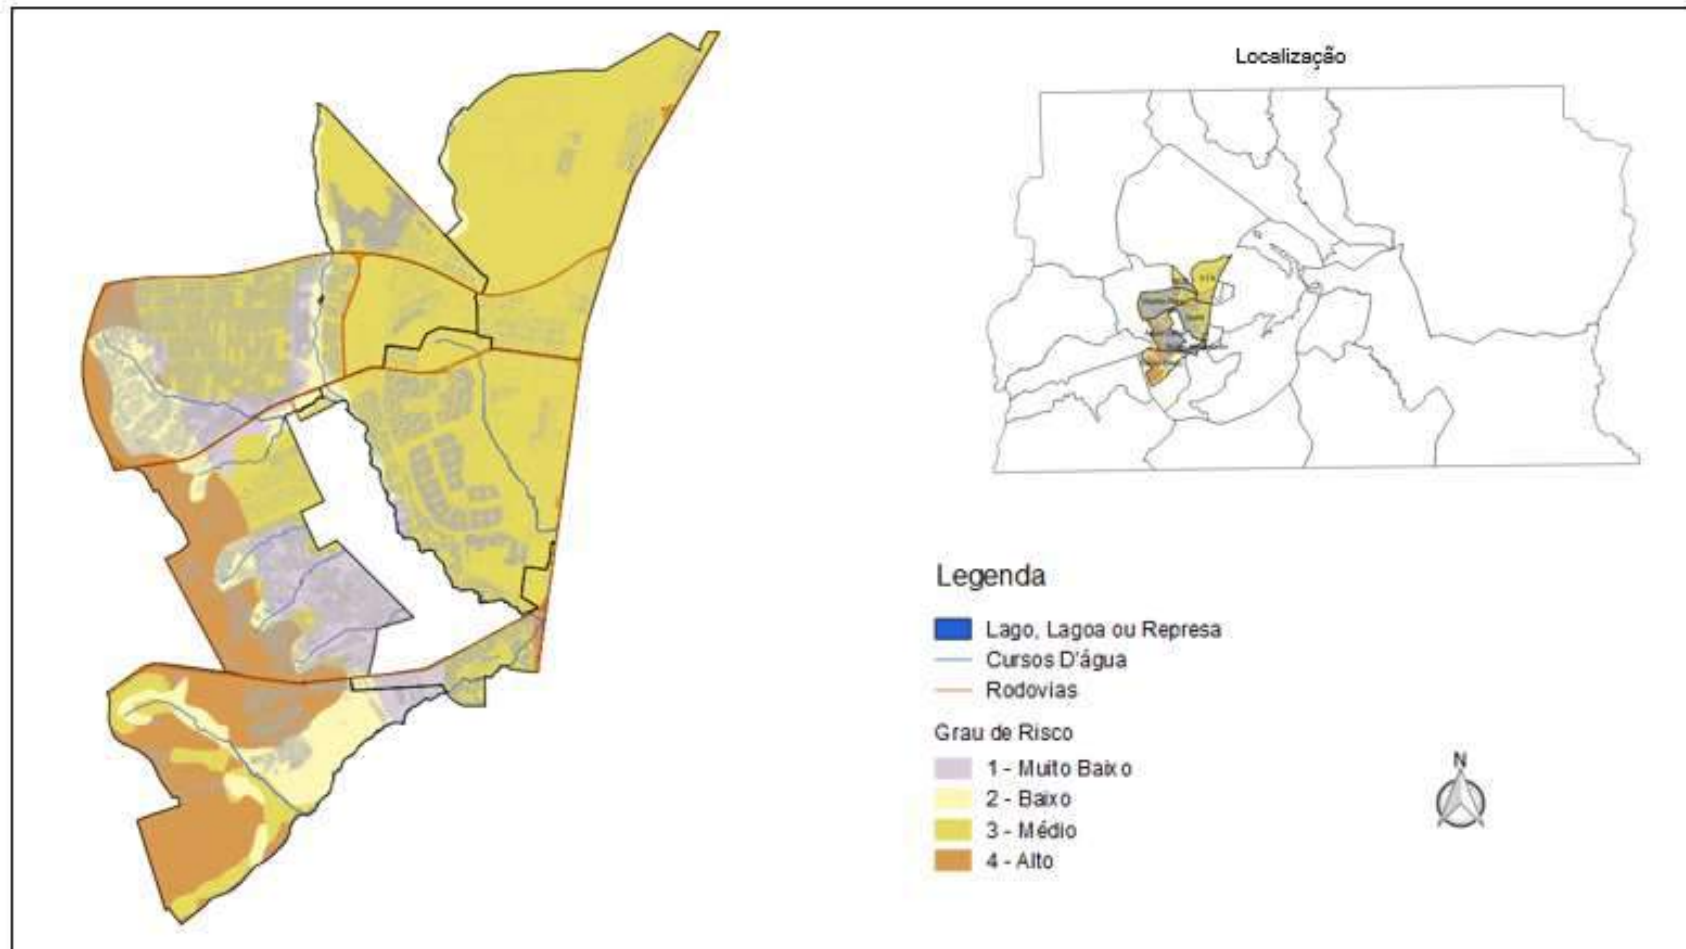 Localização
Legenda
Lago, Lagoa ou Represa
Cursos D'água
Rodovias
Grau de Risco
1 - Muito Baixo
2 - Baixo
3 - Médio
4 - Alto
N